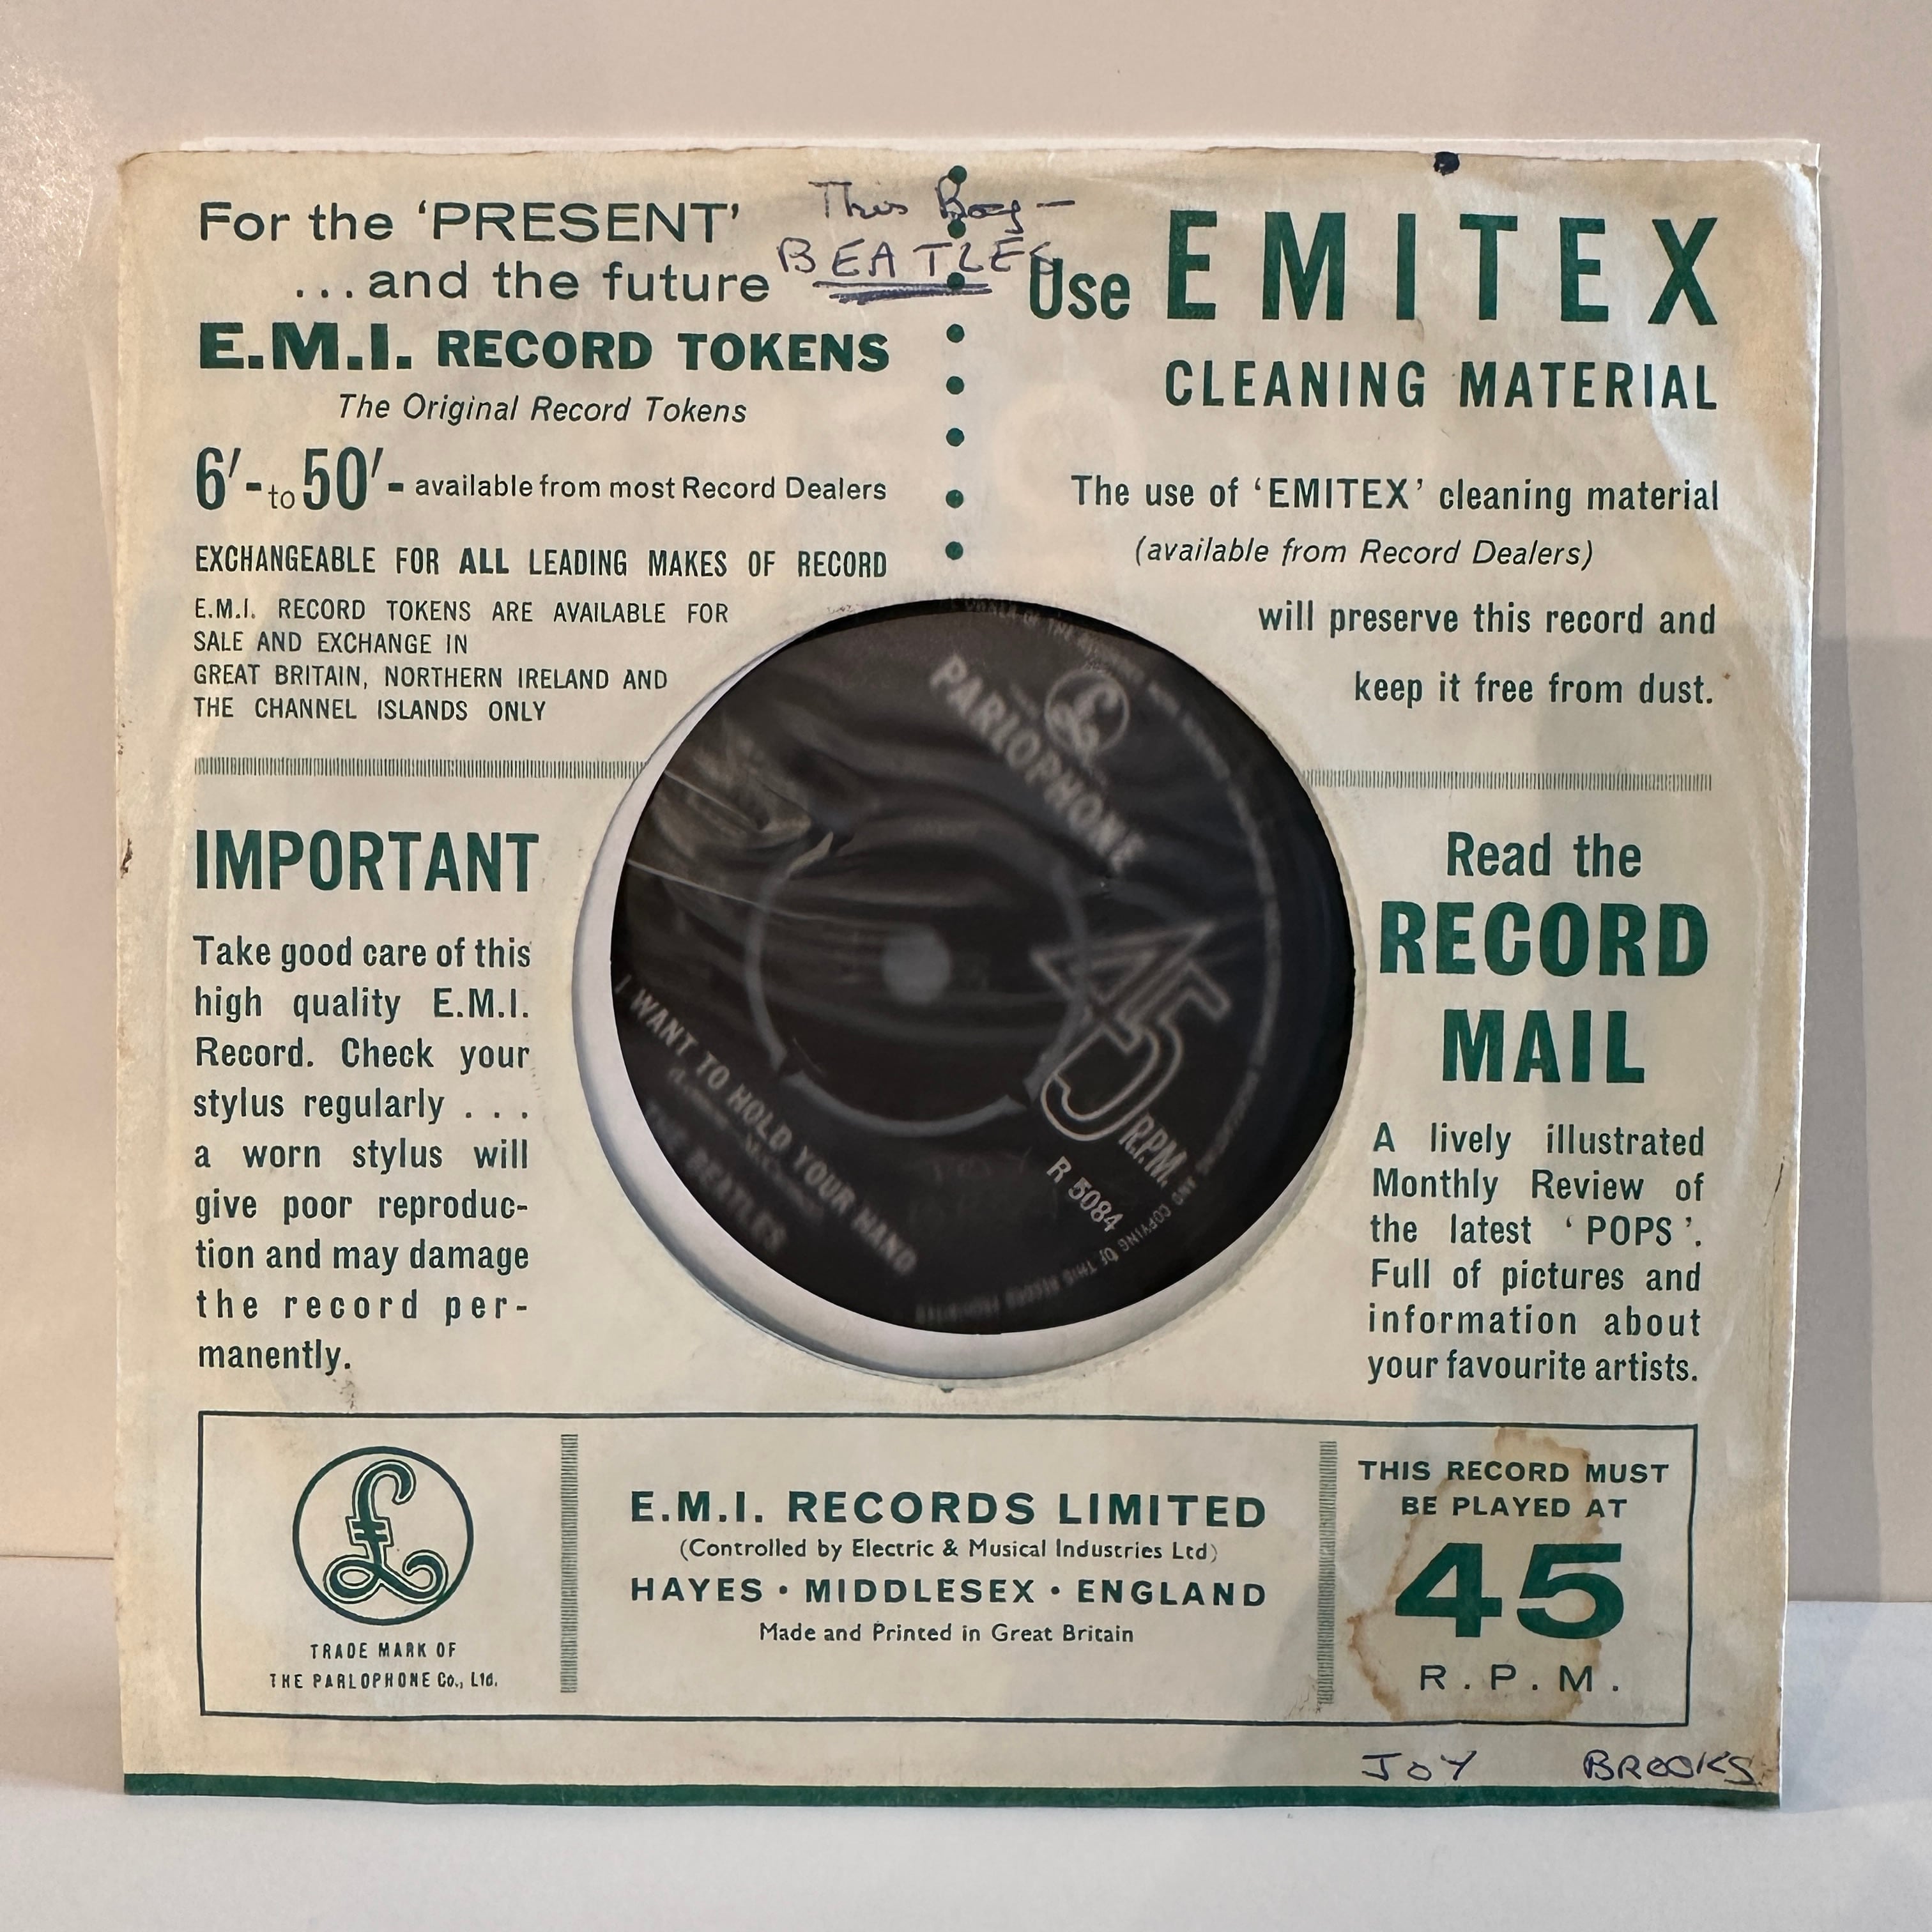 This Boy —
BEATLES
For the ‘PRESENT’
...and the future
E.M.I. RECORD TOKENS
The Original Record Tokens
6/- to 50/- available from most Record Dealers
EXCHANGEABLE FOR ALL LEADING MAKES OF RECORD
E.M.I. RECORD TOKENS ARE AVAILABLE FOR
SALE AND EXCHANGE IN
GREAT BRITAIN, NORTHERN IRELAND AND
THE CHANNEL ISLANDS ONLY
Use EMITEX
CLEANING MATERIAL
The use of ‘EMITEX’ cleaning material
(available from Record Dealers)
will preserve this record and
keep it free from dust.
£
PARLOPHONE
45
R.P.M.
R 5084
I WANT TO HOLD YOUR HAND
THE BEATLES
COPYING OF THIS RECORD PROHIBITED
IMPORTANT
Take good care of this
high quality E.M.I.
Record. Check your
stylus regularly . . .
a worn stylus will
give poor reproduc-
tion and may damage
the record per-
manently.
Read the
RECORD
MAIL
A lively illustrated
Monthly Review of
the latest ‘POPS’.
Full of pictures and
information about
your favourite artists.
£
TRADE MARK OF
THE PARLOPHONE Co., Ltd.
E.M.I. RECORDS LIMITED
(Controlled by Electric & Musical Industries Ltd)
HAYES • MIDDLESEX • ENGLAND
Made and Printed in Great Britain
THIS RECORD MUST
BE PLAYED AT
45
R.P.M.
JOY BROOKS